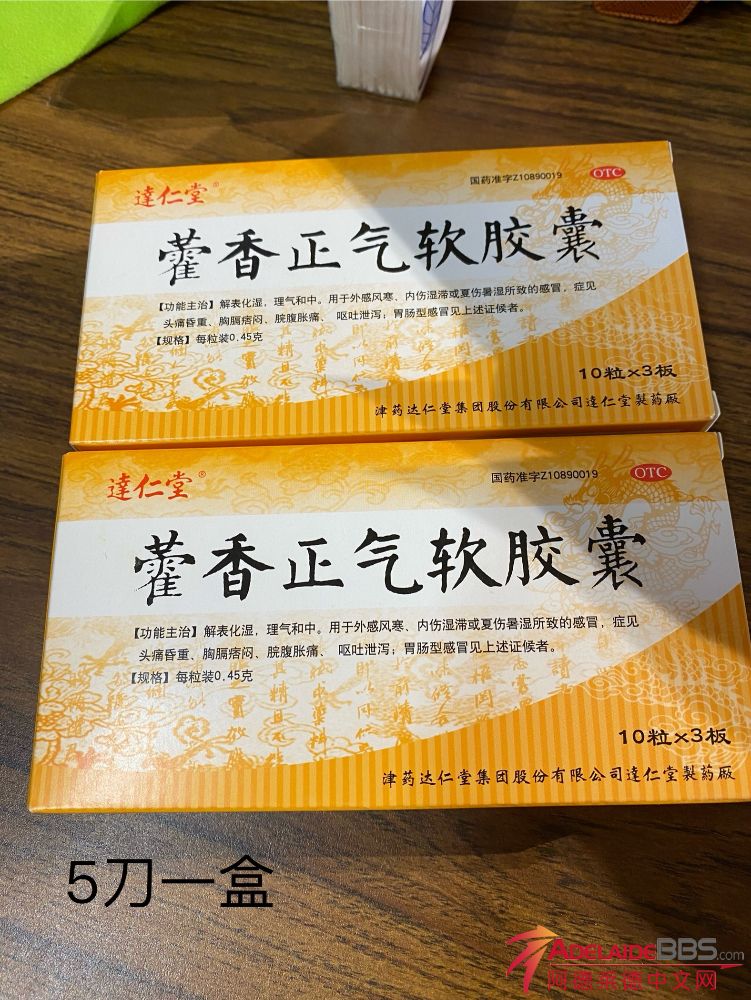 達仁堂®
国药准字Z10890019
OTC
藿香正气软胶囊
【功能主治】解表化湿，理气和中。用于外感风寒、内伤湿滞或夏伤暑湿所致的感冒，症见
头痛昏重、胸膈痞闷、脘腹胀痛、呕吐泄泻；胃肠型感冒见上述证候者。
【规格】每粒装0.45克
10粒×3板
津药达仁堂集团股份有限公司達仁堂製药厰
達仁堂®
国药准字Z10890019
OTC
藿香正气软胶囊
【功能主治】解表化湿，理气和中。用于外感风寒、内伤湿滞或夏伤暑湿所致的感冒，症见
头痛昏重、胸膈痞闷、脘腹胀痛、呕吐泄泻；胃肠型感冒见上述证候者。
【规格】每粒装0.45克
10粒×3板
津药达仁堂集团股份有限公司達仁堂製药厰
5刀一盒
ADELAIDEBBS.com
阿德莱德中文网